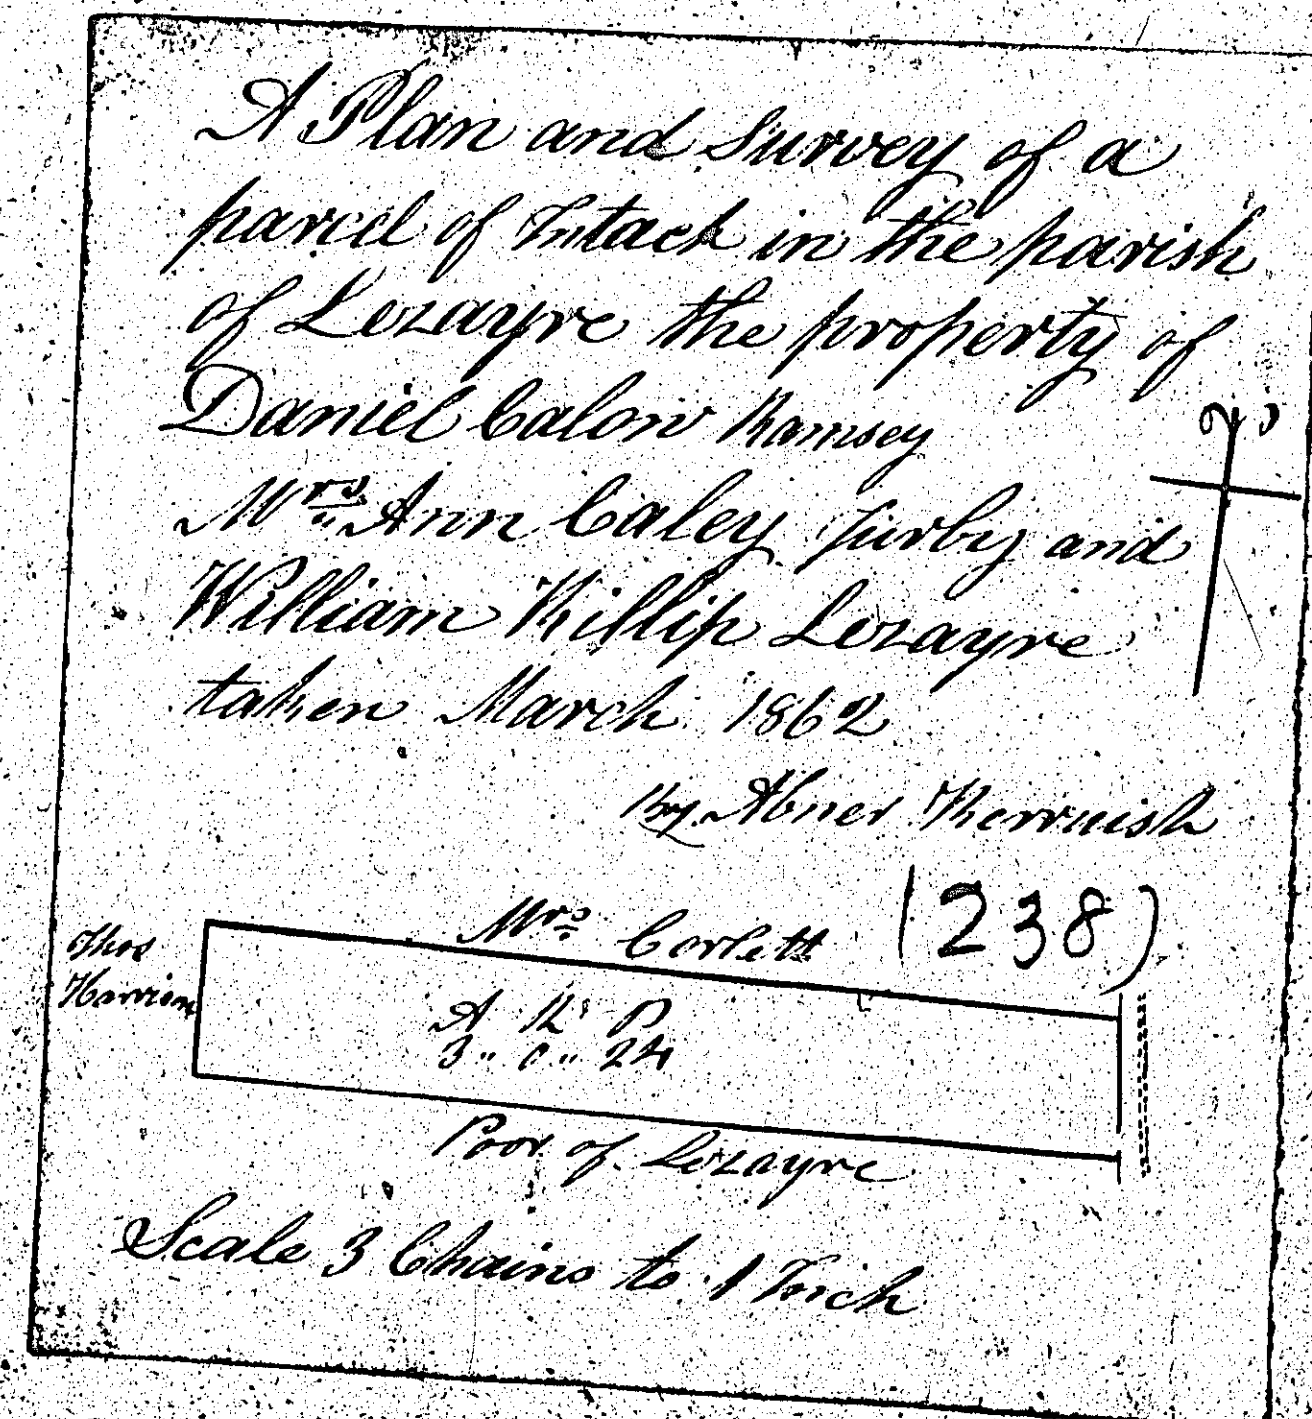 A Plan and Survey of a
parcel of Intack in the parish
of Lezayre the property of
Daniel Calow Ramsey
Mrs Ann Caley Jurby and
William Killip Lezayre
taken March 1862
By Abner Kerruish
(238)
Mrs Corlett
Thos
Harrison
A R P
3 " 0 " 24
Poor of Lezayre
Scale 3 Chains to 1 Inch